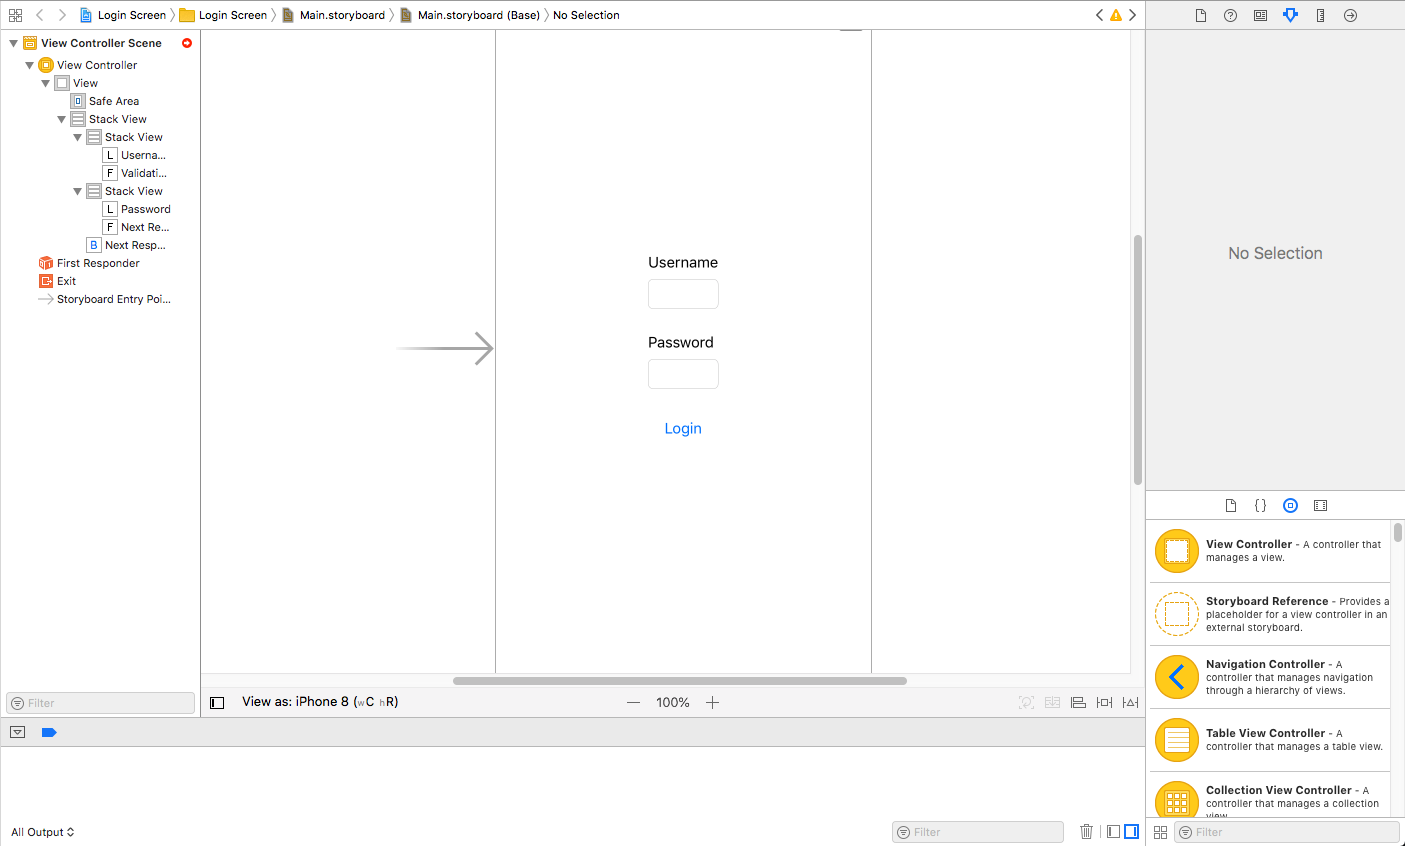 Login Screen
Login Screen
Main.storyboard
Main.storyboard (Base)
No Selection
View Controller Scene
View Controller
View
Safe Area
Stack View
Stack View
L
Userna...
F
Validati...
Stack View
L
Password
F
Next Re...
B
Next Resp...
First Responder
Exit
Storyboard Entry Poi...
Filter
Username
Password
Login
View as: iPhone 8 (wC hR)
100%
No Selection
{ }
View Controller - A controller that
manages a view.
Storyboard Reference - Provides a
placeholder for a view controller in an
external storyboard.
Navigation Controller - A
controller that manages navigation
through a hierarchy of views.
Table View Controller - A
controller that manages a table view.
Collection View Controller - A
controller that manages a collection
view.
All Output
Filter
Filter